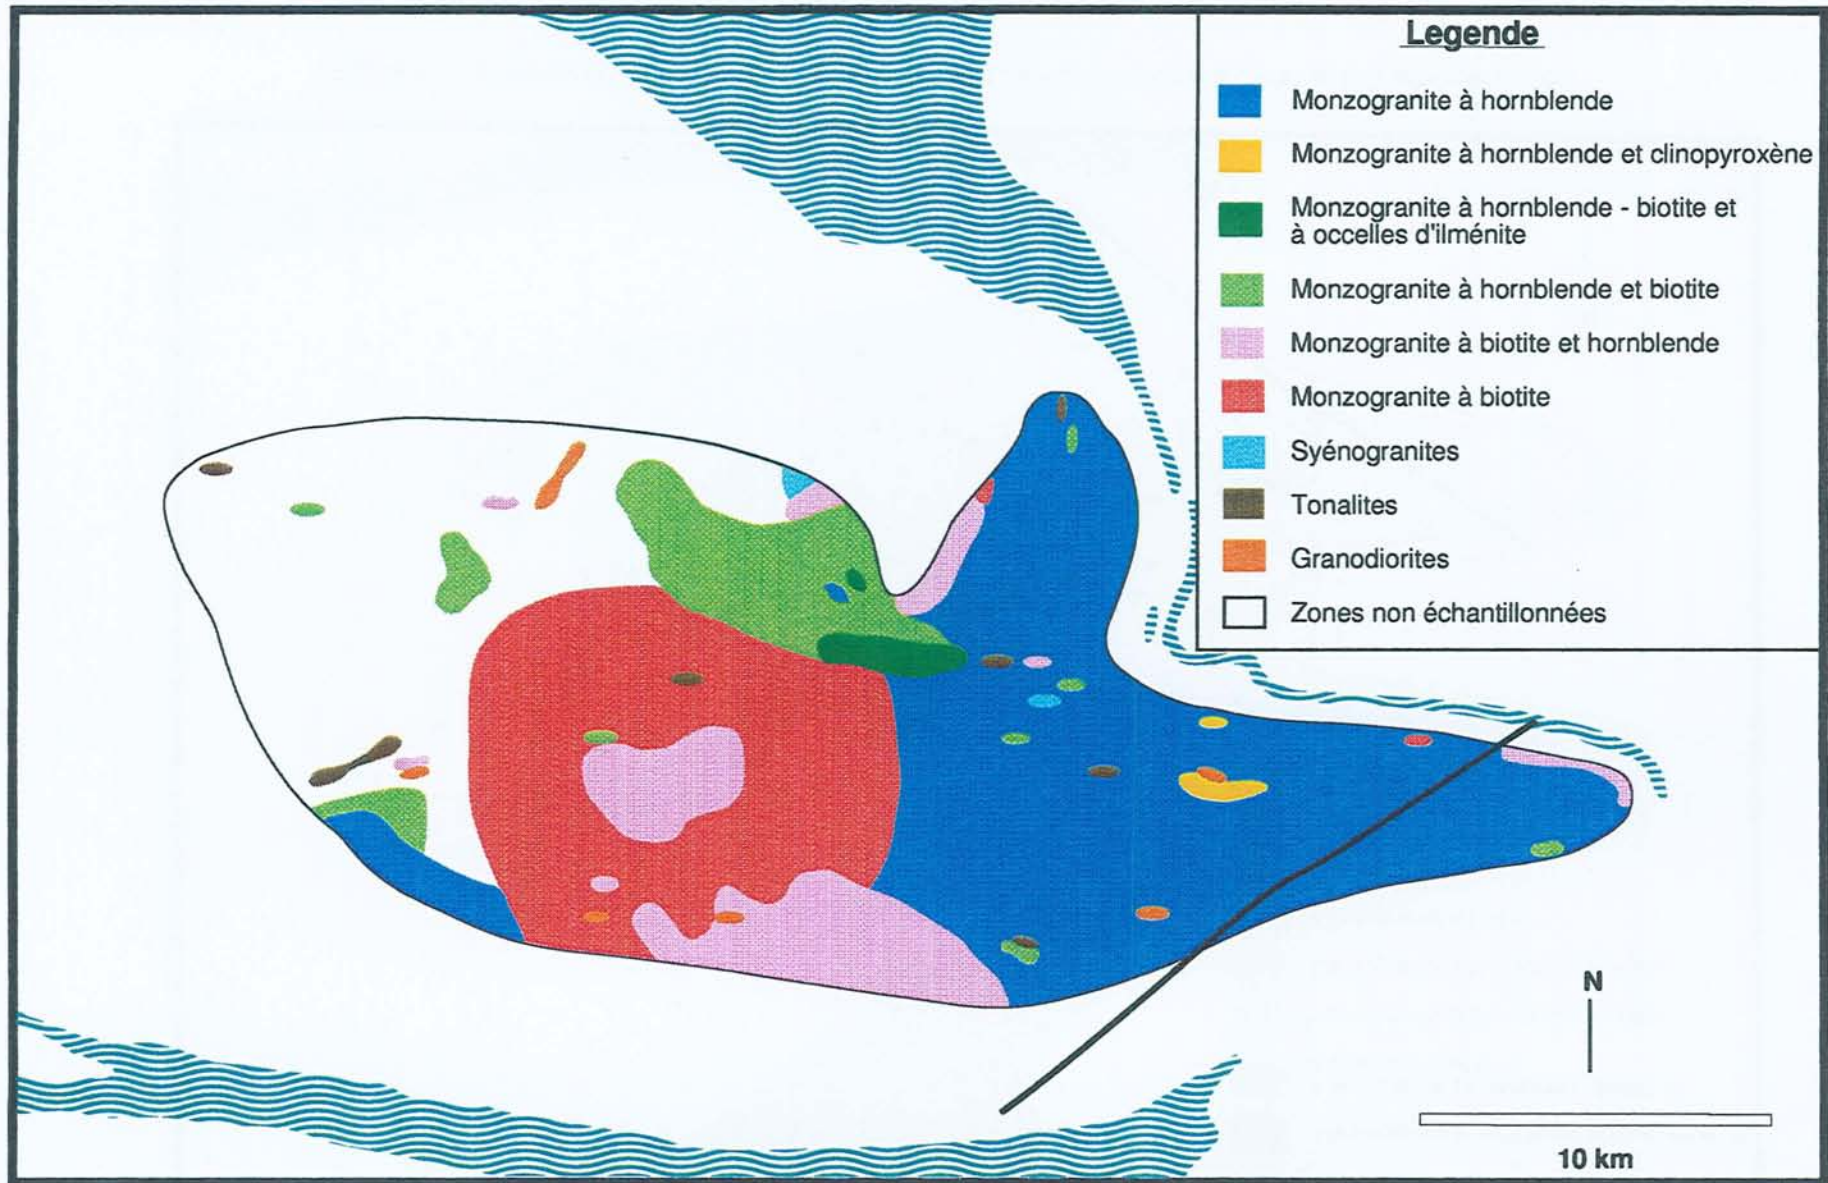 Legende
Monzogranite à hornblende
Monzogranite à hornblende et clinopyroxène
Monzogranite à hornblende - biotite et
à occelles d'ilménite
Monzogranite à hornblende et biotite
Monzogranite à biotite et hornblende
Monzogranite à biotite
Syénogranites
Tonalites
Granodiorites
Zones non échantillonnées
N
10 km